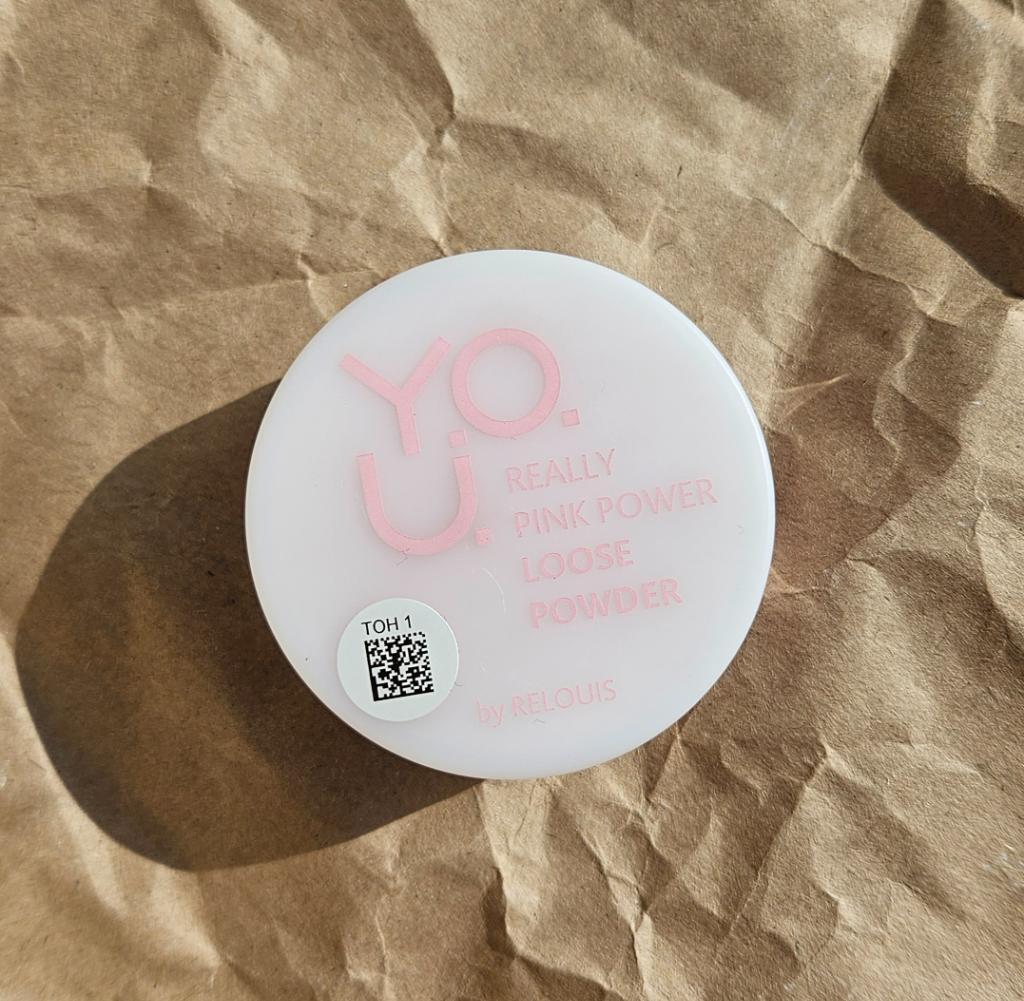 Y.O.
U.
REALLY
PINK POWER
LOOSE
POWDER
ТОН 1
by RELOUIS